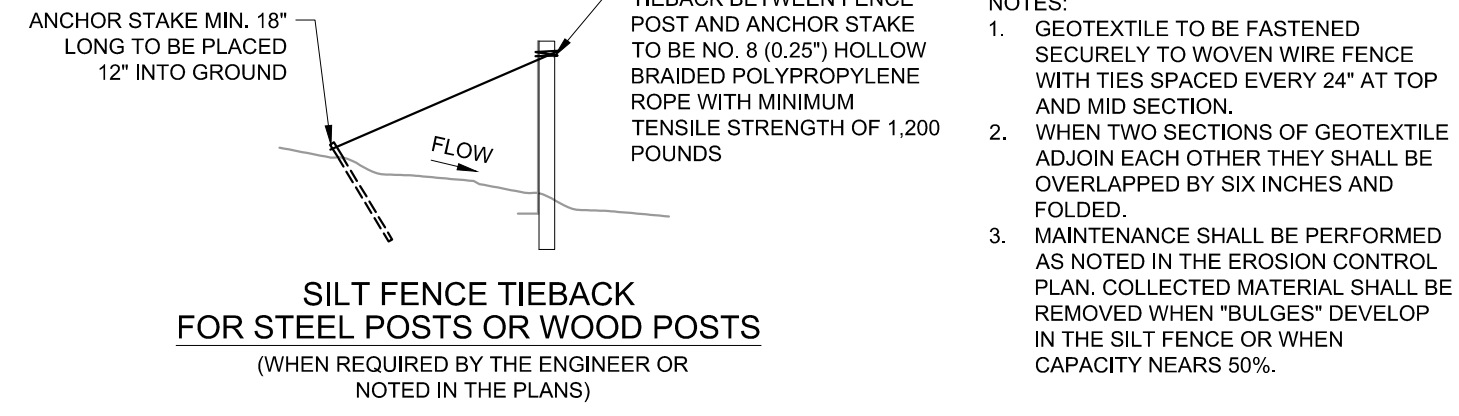 ANCHOR STAKE MIN. 18"
LONG TO BE PLACED
12" INTO GROUND
TIEBACK BETWEEN FENCE
POST AND ANCHOR STAKE
TO BE NO. 8 (0.25") HOLLOW
BRAIDED POLYPROPYLENE
ROPE WITH MINIMUM
TENSILE STRENGTH OF 1,200
POUNDS
FLOW
SILT FENCE TIEBACK
FOR STEEL POSTS OR WOOD POSTS
(WHEN REQUIRED BY THE ENGINEER OR
NOTED IN THE PLANS)
NOTES:
1. GEOTEXTILE TO BE FASTENED
SECURELY TO WOVEN WIRE FENCE
WITH TIES SPACED EVERY 24" AT TOP
AND MID SECTION.
2. WHEN TWO SECTIONS OF GEOTEXTILE
ADJOIN EACH OTHER THEY SHALL BE
OVERLAPPED BY SIX INCHES AND
FOLDED.
3. MAINTENANCE SHALL BE PERFORMED
AS NOTED IN THE EROSION CONTROL
PLAN. COLLECTED MATERIAL SHALL BE
REMOVED WHEN "BULGES" DEVELOP
IN THE SILT FENCE OR WHEN
CAPACITY NEARS 50%.